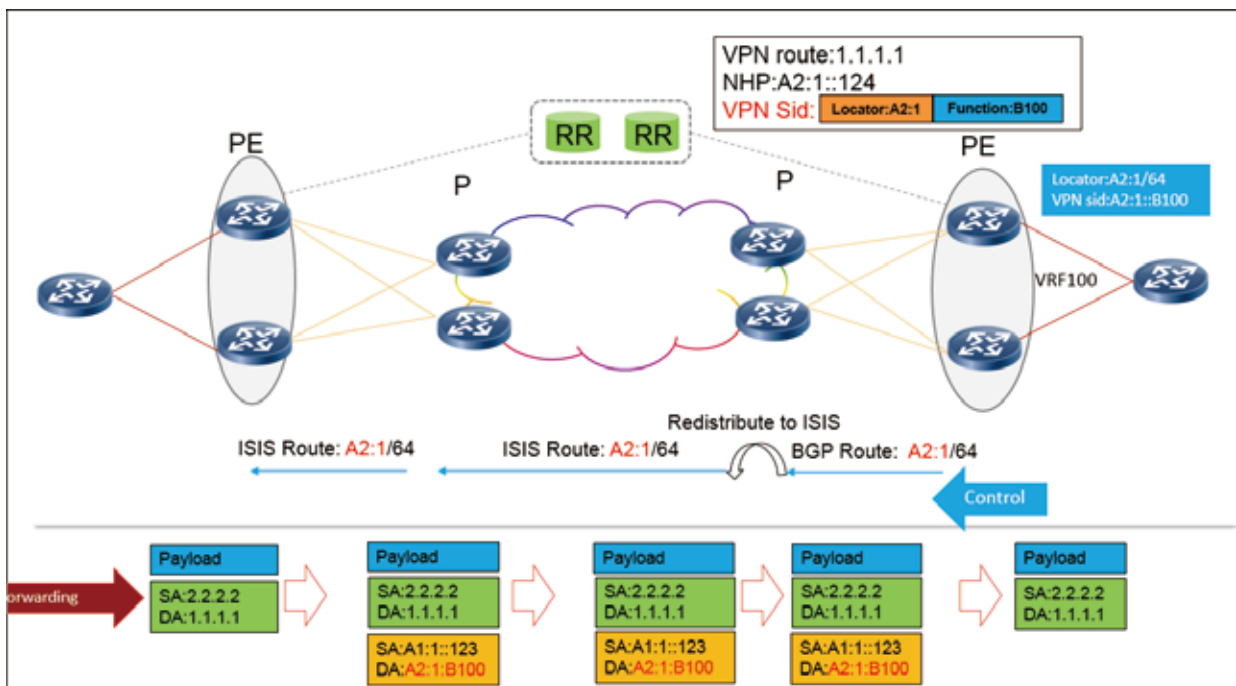 VPN route:1.1.1.1
NHP:A2:1::124
VPN Sid: Locator:A2:1 Function:B100
RR RR
PE
PE
P
P
Locator:A2:1/64
VPN sid:A2:1::B100
VRF100
Redistribute to ISIS
ISIS Route: A2:1/64
ISIS Route: A2:1/64
BGP Route: A2:1/64
Control
orwarding
Payload
SA:2.2.2.2
DA:1.1.1.1
Payload
SA:2.2.2.2
DA:1.1.1.1
SA:A1:1::123
DA:A2:1:B100
Payload
SA:2.2.2.2
DA:1.1.1.1
SA:A1:1::123
DA:A2:1:B100
Payload
SA:2.2.2.2
DA:1.1.1.1
SA:A1:1::123
DA:A2:1:B100
Payload
SA:2.2.2.2
DA:1.1.1.1